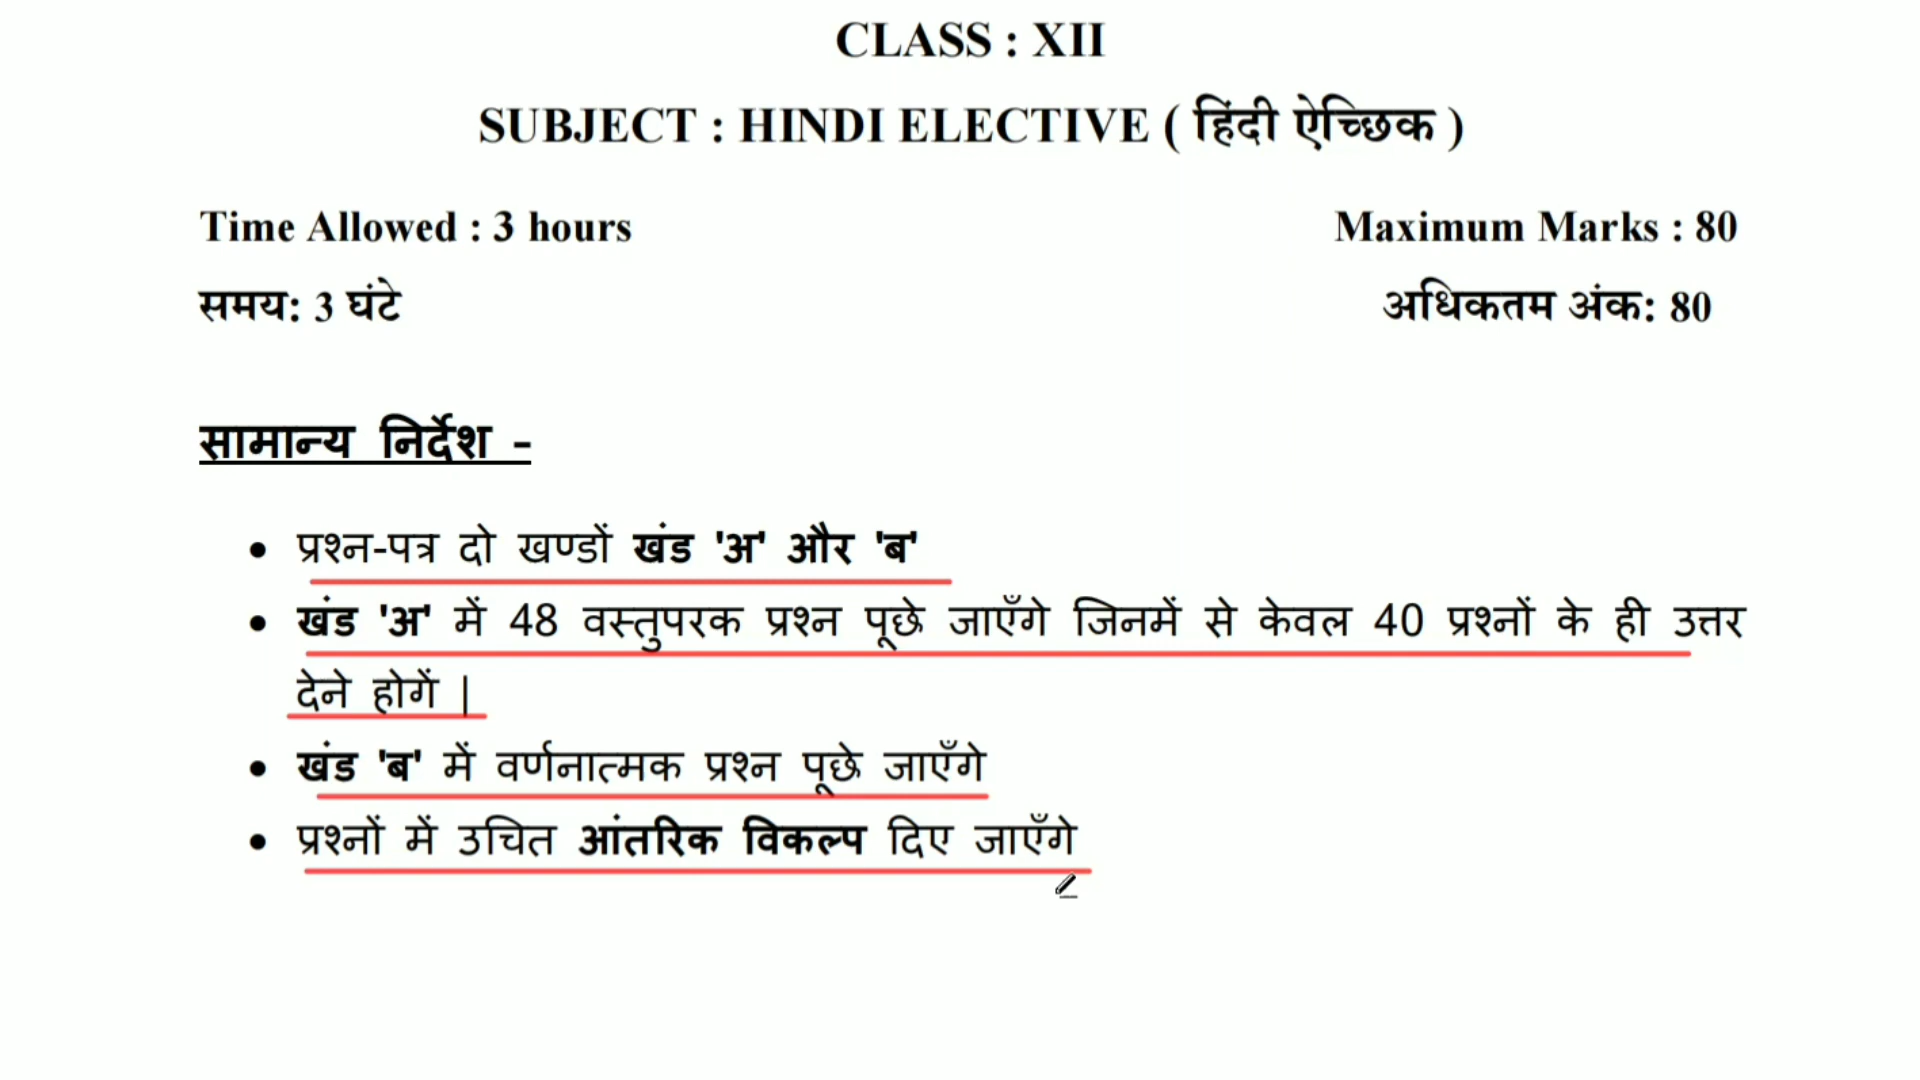 CLASS : XII
SUBJECT : HINDI ELECTIVE ( हिंदी ऐच्छिक )
Time Allowed : 3 hours Maximum Marks : 80
समय: 3 घंटे अधिकतम अंक: 80
सामान्य निर्देश -
• प्रश्न-पत्र दो खण्डों खंड 'अ' और 'ब'
• खंड 'अ' में 48 वस्तुपरक प्रश्न पूछे जाएँगे जिनमें से केवल 40 प्रश्नों के ही उत्तर
देने होगें |
• खंड 'ब' में वर्णनात्मक प्रश्न पूछे जाएँगे
• प्रश्नों में उचित आंतरिक विकल्प दिए जाएँगे